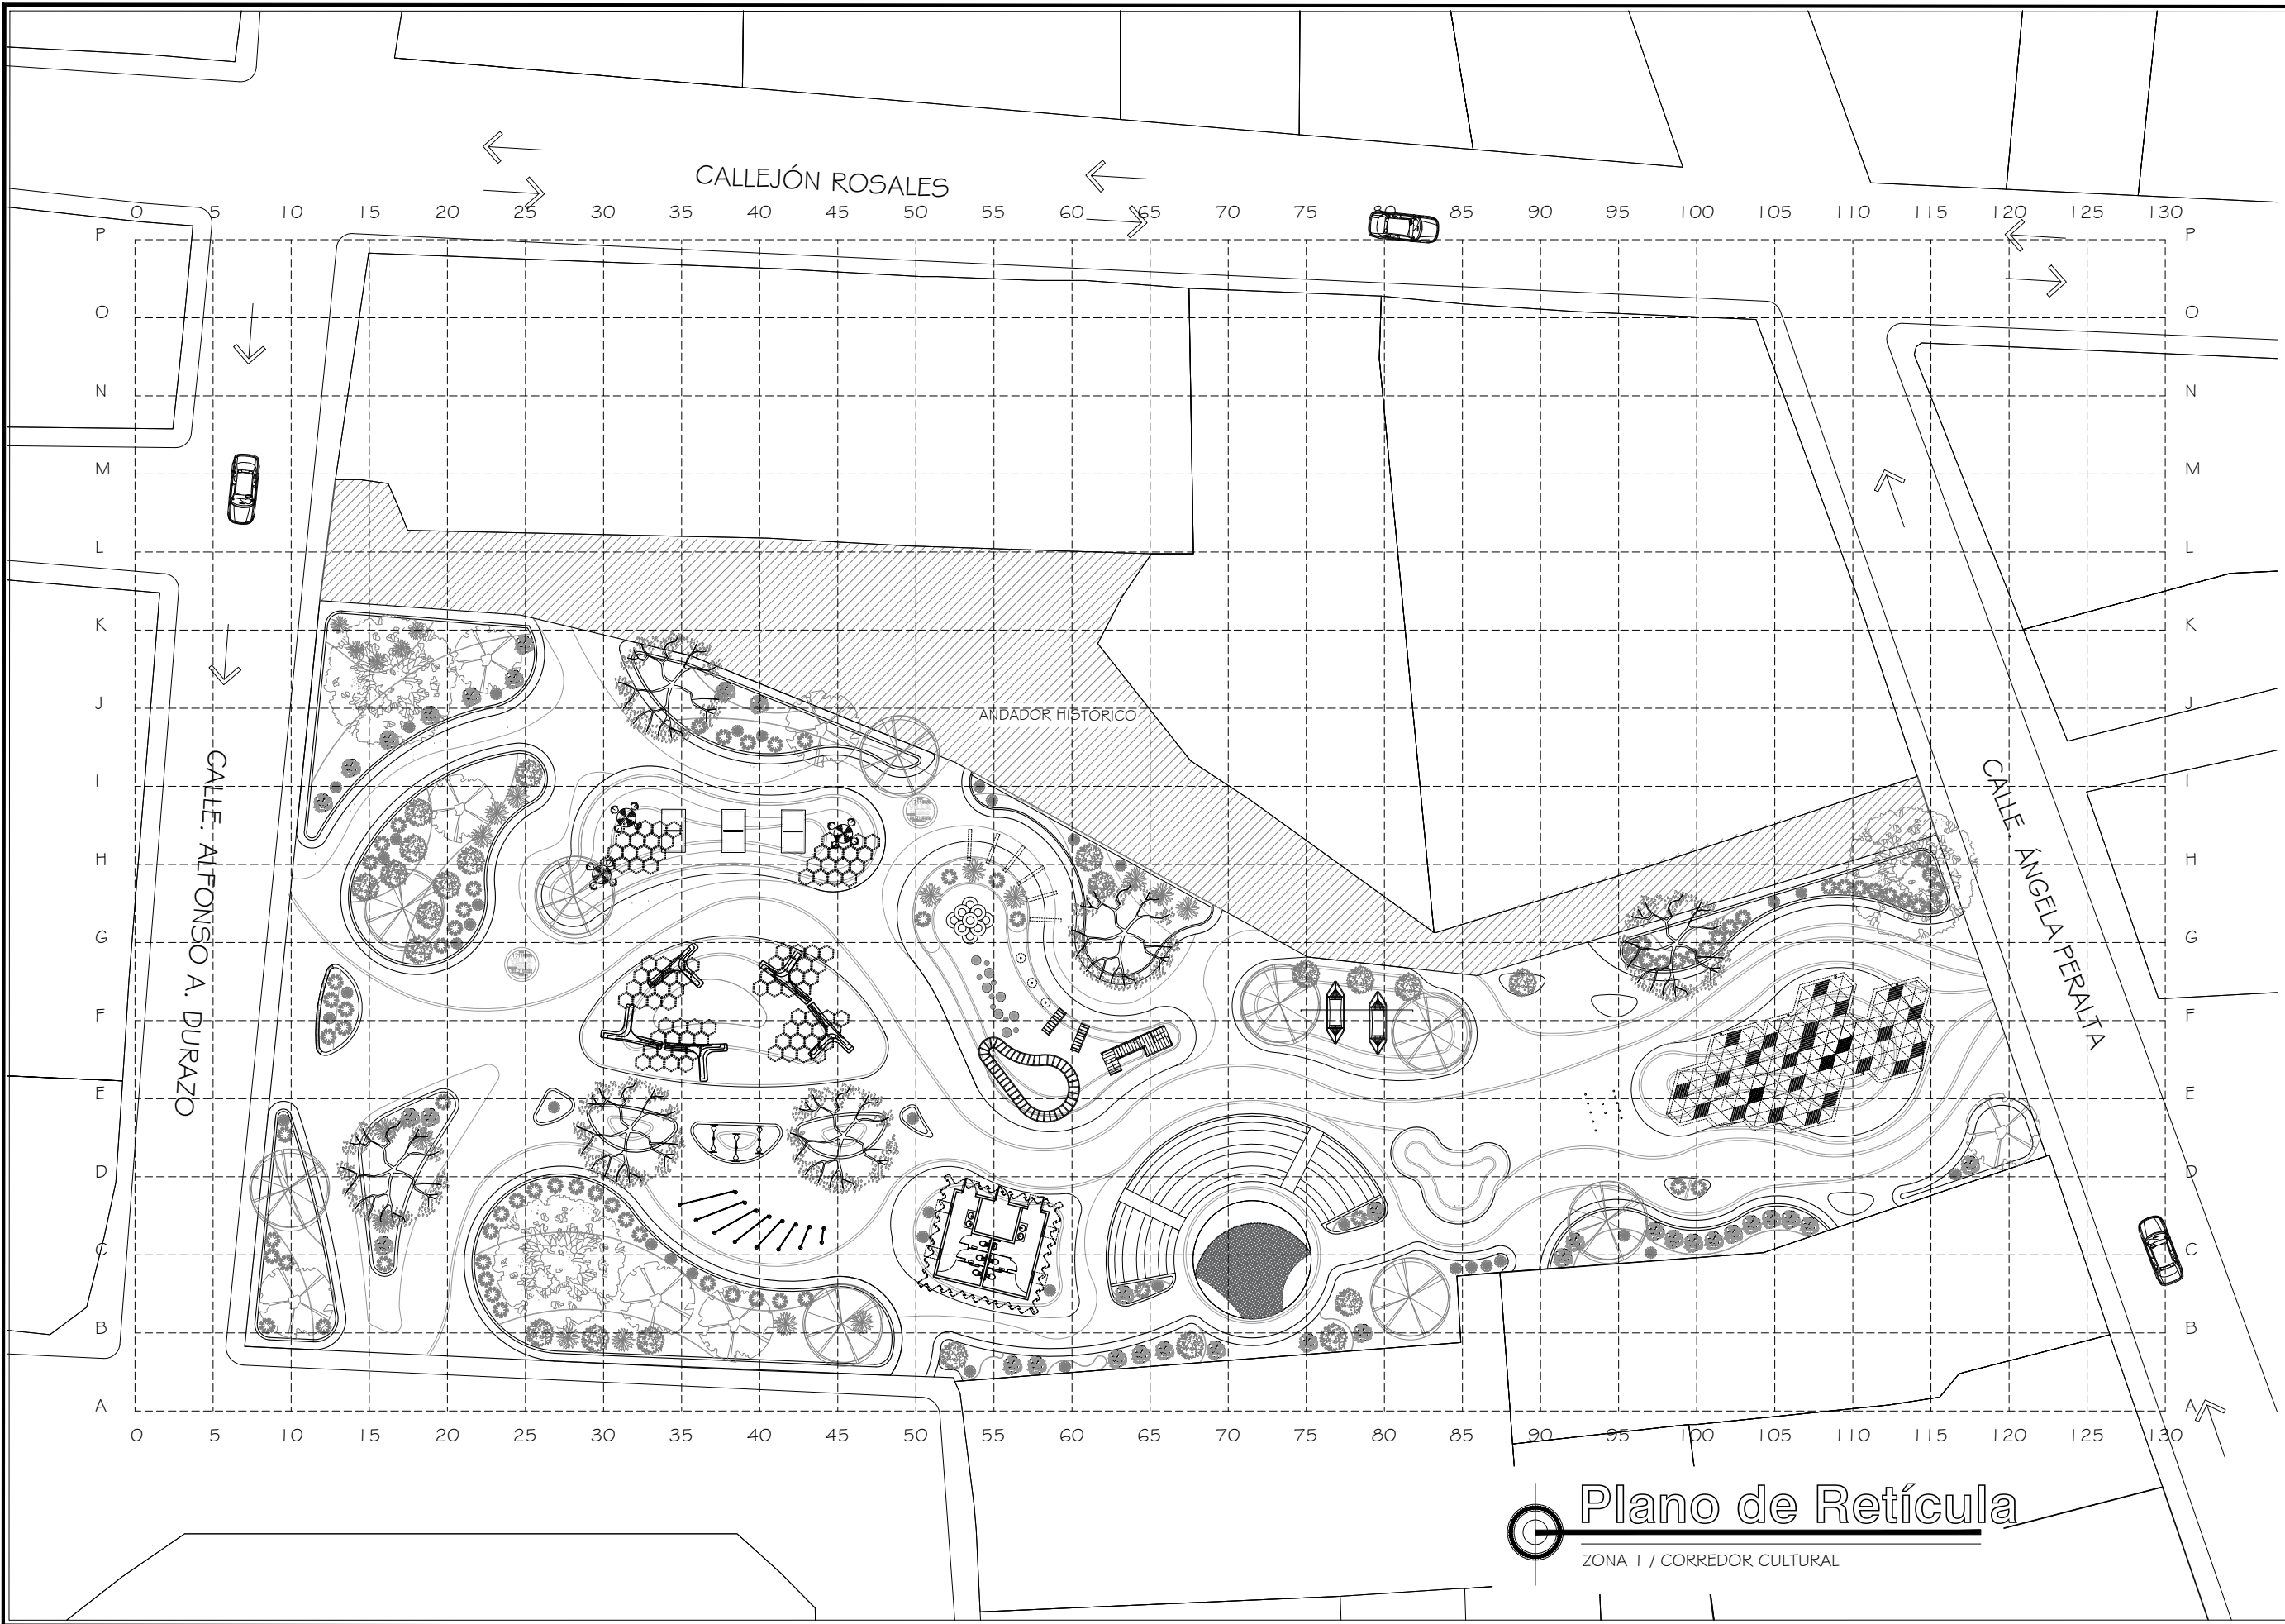 CALLEJÓN ROSALES
0 5 10 15 20 25 30 35 40 45 50 55 60 65 70 75 80 85 90 95 100 105 110 115 120 125 130
P P
O O
N N
M M
L L
K K
J J
ANDADOR HISTÓRICO
I I
H H
G G
F F
E E
D D
C C
B B
A A
CALLE. ALFONSO A. DURAZO
CALLE ÁNGELA PERALTA
0 5 10 15 20 25 30 35 40 45 50 55 60 65 70 75 80 85 90 95 100 105 110 115 120 125 130
Plano de Retícula
ZONA 1 / CORREDOR CULTURAL